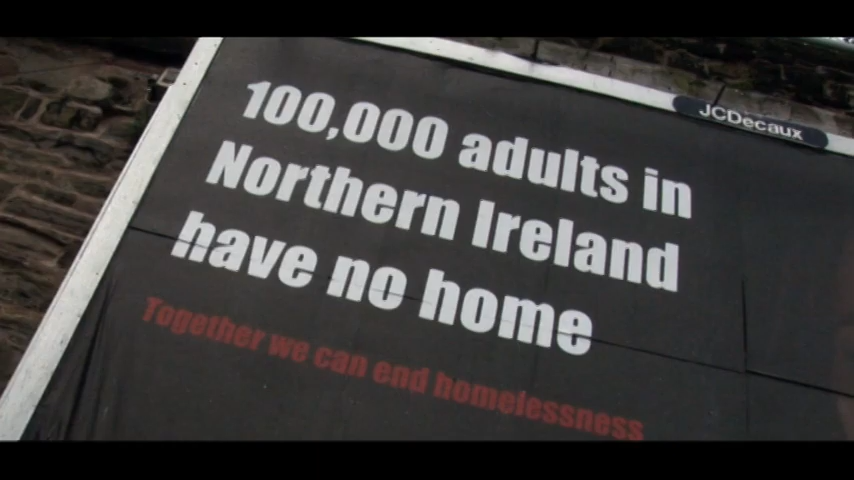 JCDecaux
100,000 adults in
Northern Ireland
have no home
Together we can end homelessness